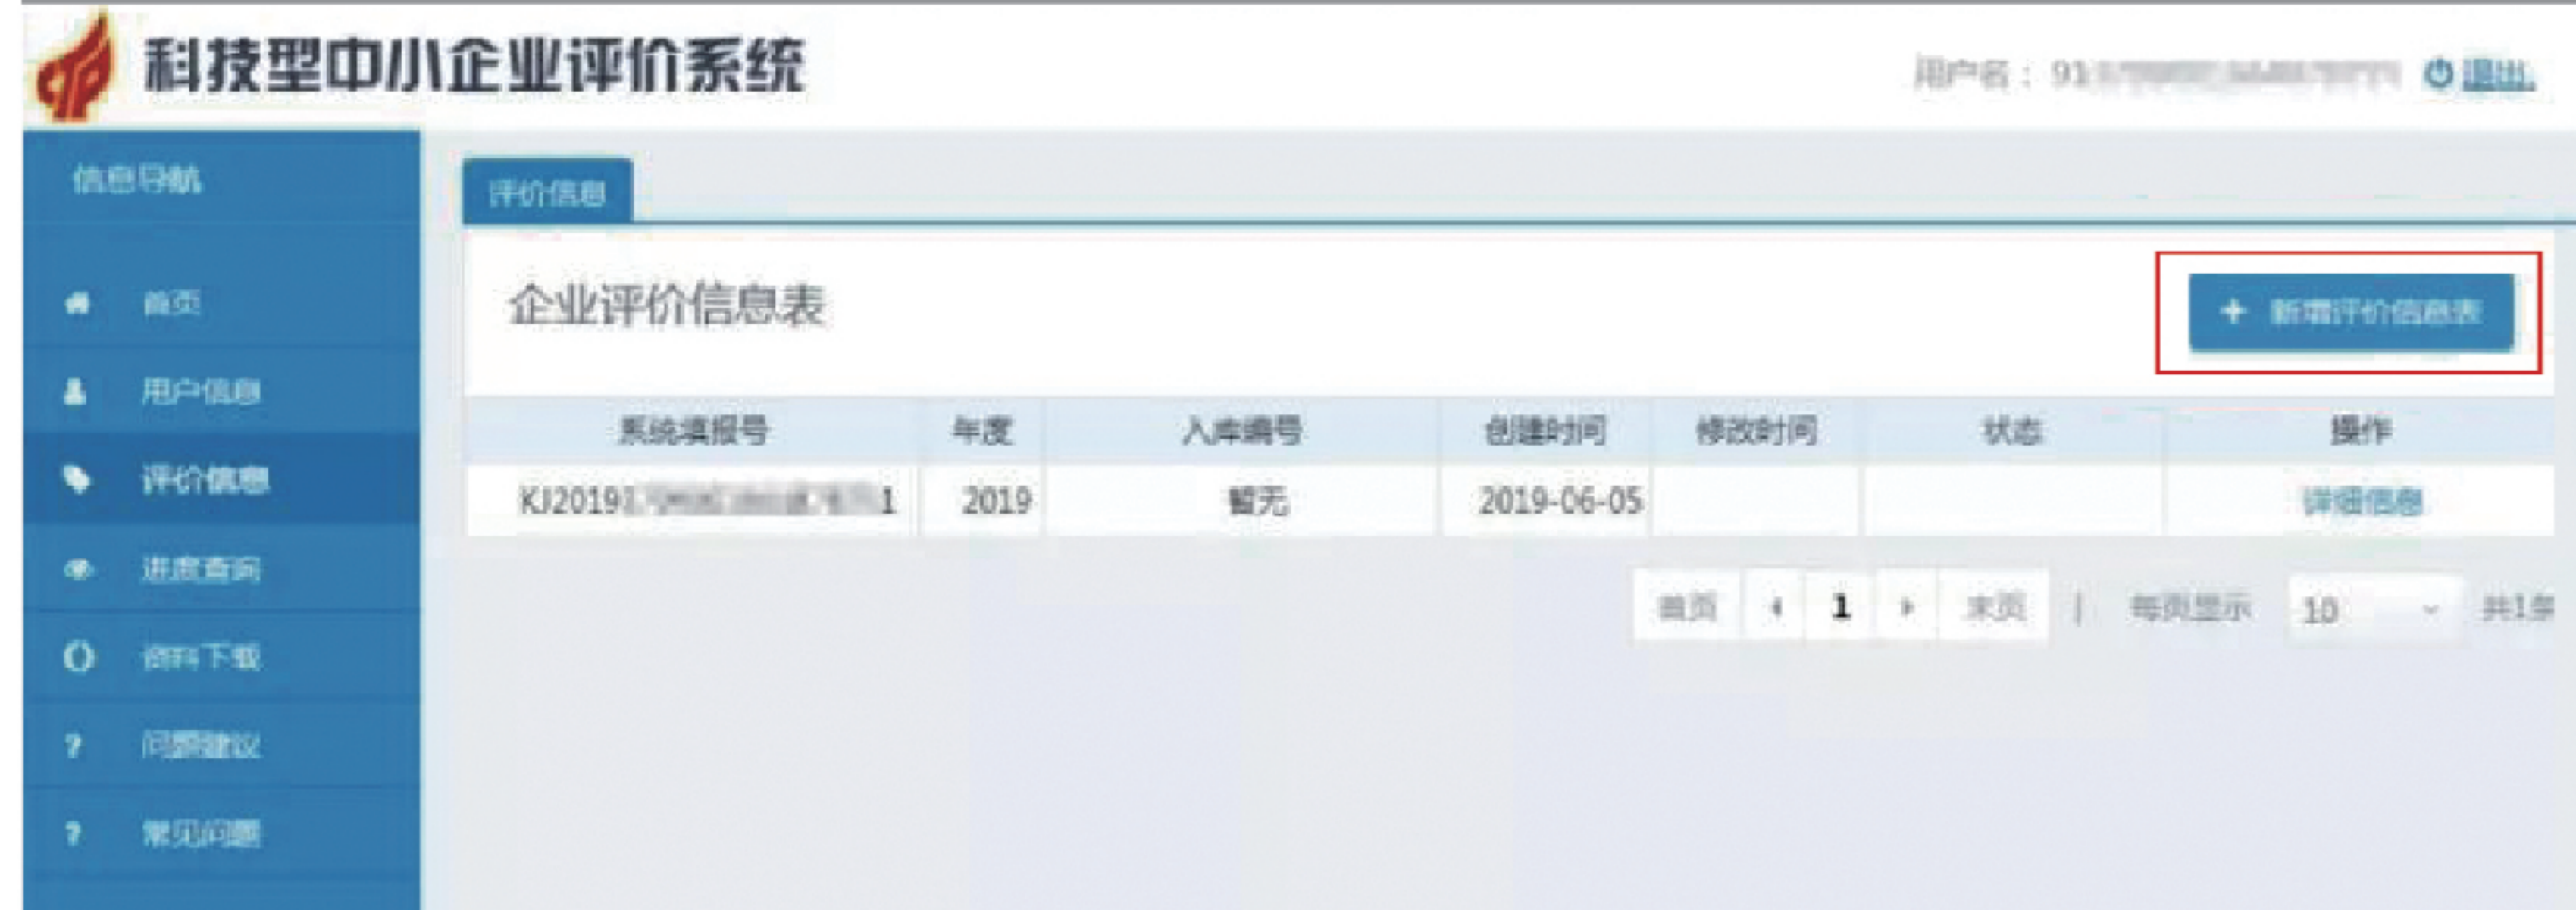 科技型中小企业评价系统
用户名：91
退出
信息导航
首页
用户信息
评价信息
进度查询
资料下载
问题建议
常见问题
评价信息
企业评价信息表
+ 新增评价信息表
系统填报号 年度 入库编号 创建时间 修改时间 状态 操作
KJ2019 1 2019 暂无 2019-06-05 详细信息
首页 1 末页 | 每页显示 10 共1条